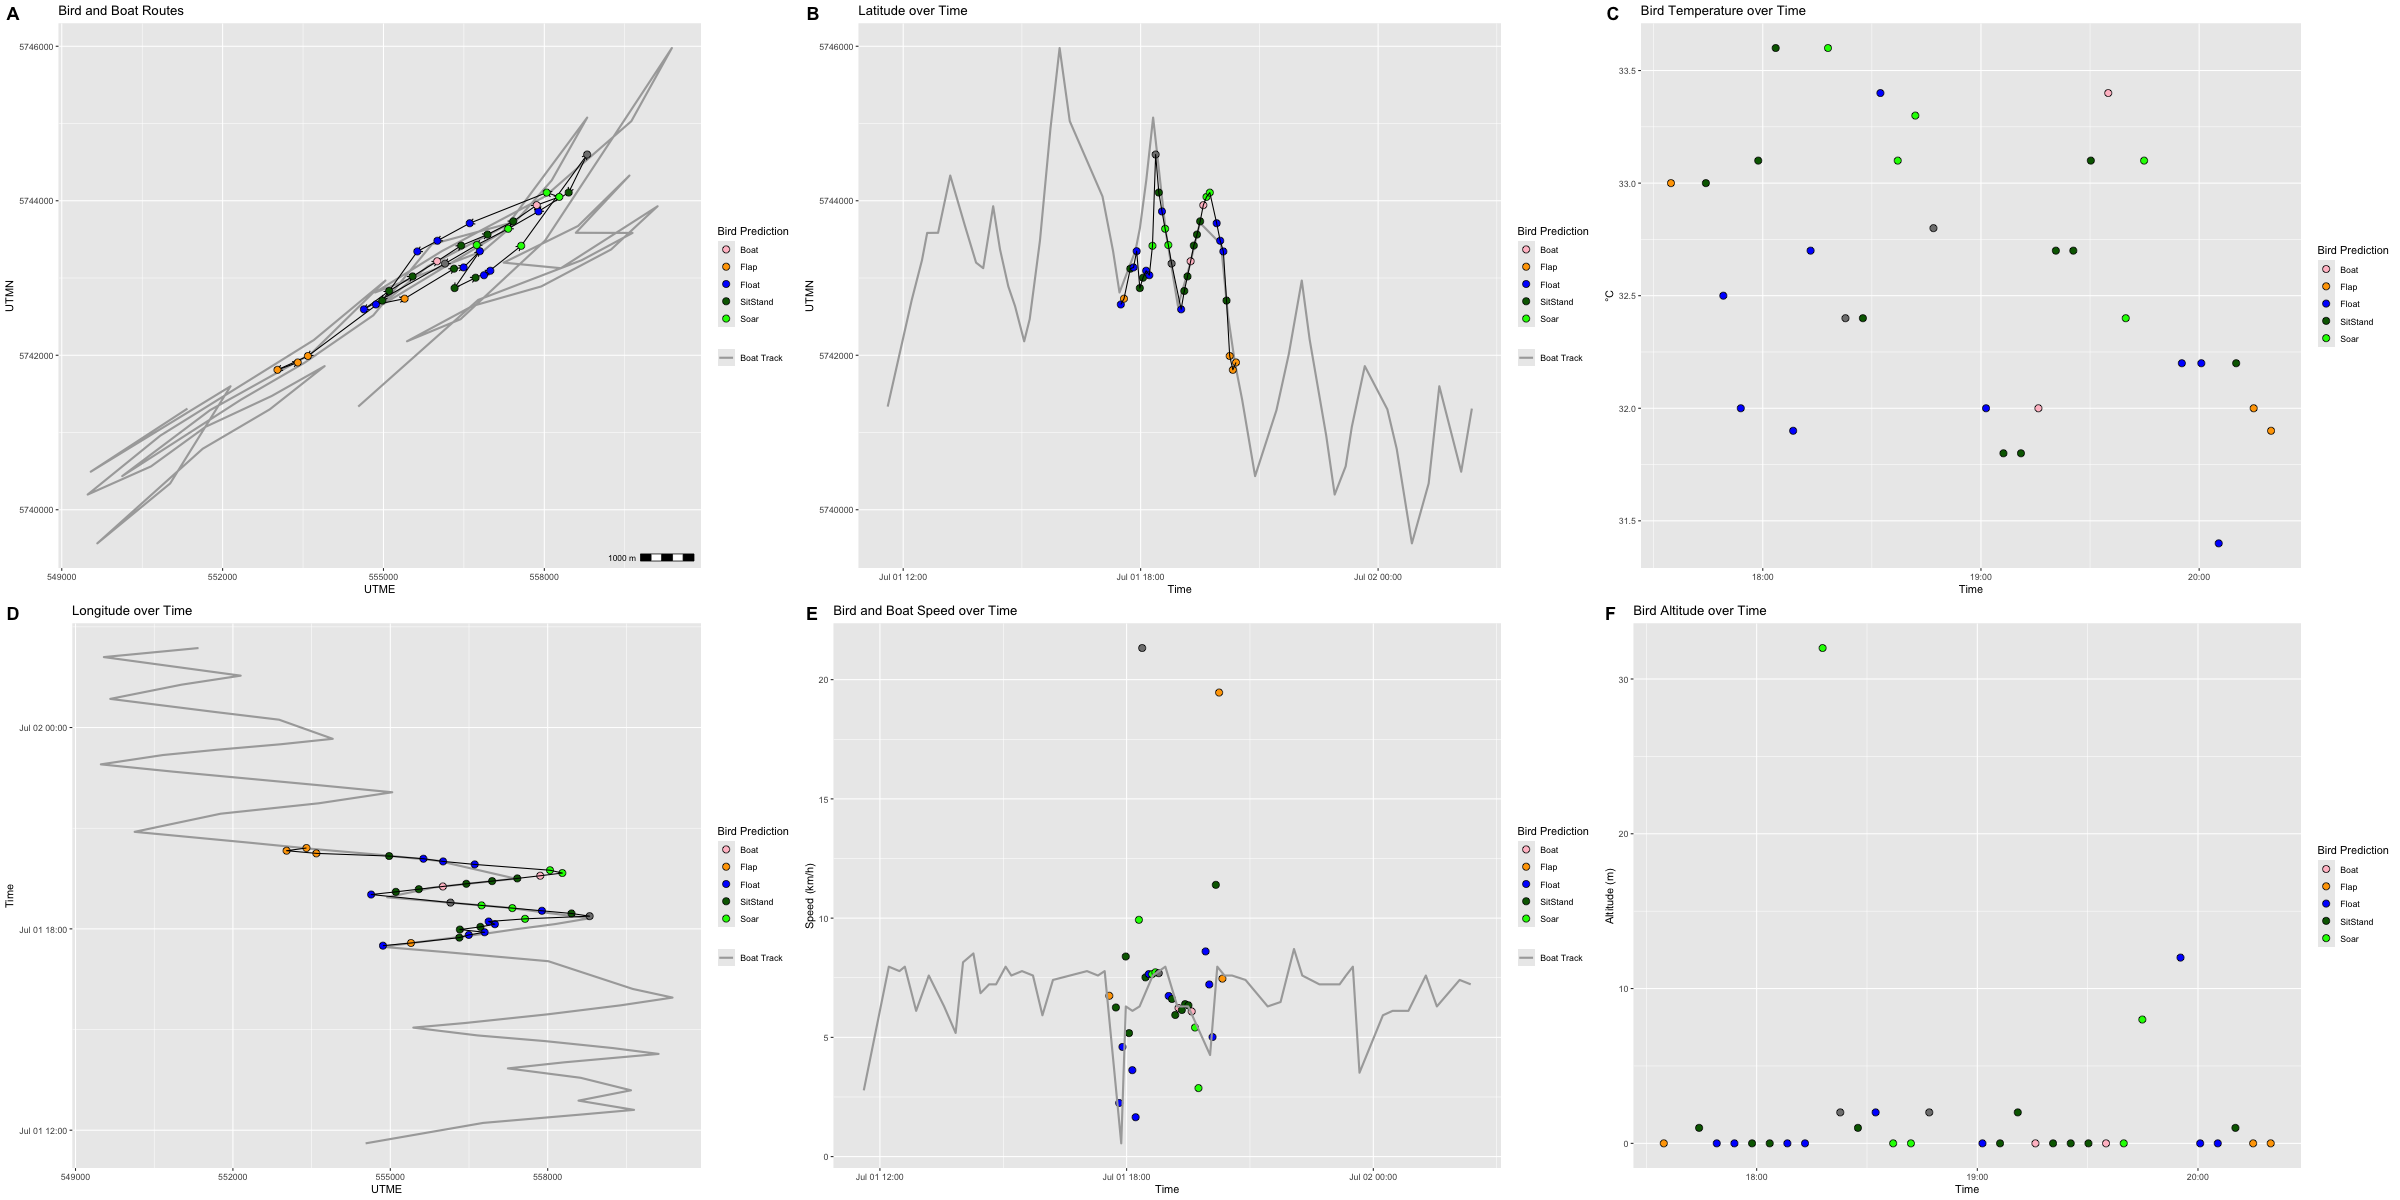 A
Bird and Boat Routes
5746000
5744000
5742000
5740000
UTMN
549000
552000
555000
558000
UTME
1000 m
Bird Prediction
Boat
Flap
Float
SitStand
Soar
Boat Track
B
Latitude over Time
5746000
5744000
5742000
5740000
UTMN
Jul 01 12:00
Jul 01 18:00
Jul 02 00:00
Time
Bird Prediction
Boat
Flap
Float
SitStand
Soar
Boat Track
C
Bird Temperature over Time
33.5
33.0
32.5
32.0
31.5
°C
18:00
19:00
20:00
Time
Bird Prediction
Boat
Flap
Float
SitStand
Soar
D
Longitude over Time
Jul 02 00:00
Jul 01 18:00
Jul 01 12:00
Time
549000
552000
555000
558000
UTME
Bird Prediction
Boat
Flap
Float
SitStand
Soar
Boat Track
E
Bird and Boat Speed over Time
20
15
10
5
0
Speed (km/h)
Jul 01 12:00
Jul 01 18:00
Jul 02 00:00
Time
Bird Prediction
Boat
Flap
Float
SitStand
Soar
Boat Track
F
Bird Altitude over Time
30
20
10
0
Altitude (m)
18:00
19:00
20:00
Time
Bird Prediction
Boat
Flap
Float
SitStand
Soar